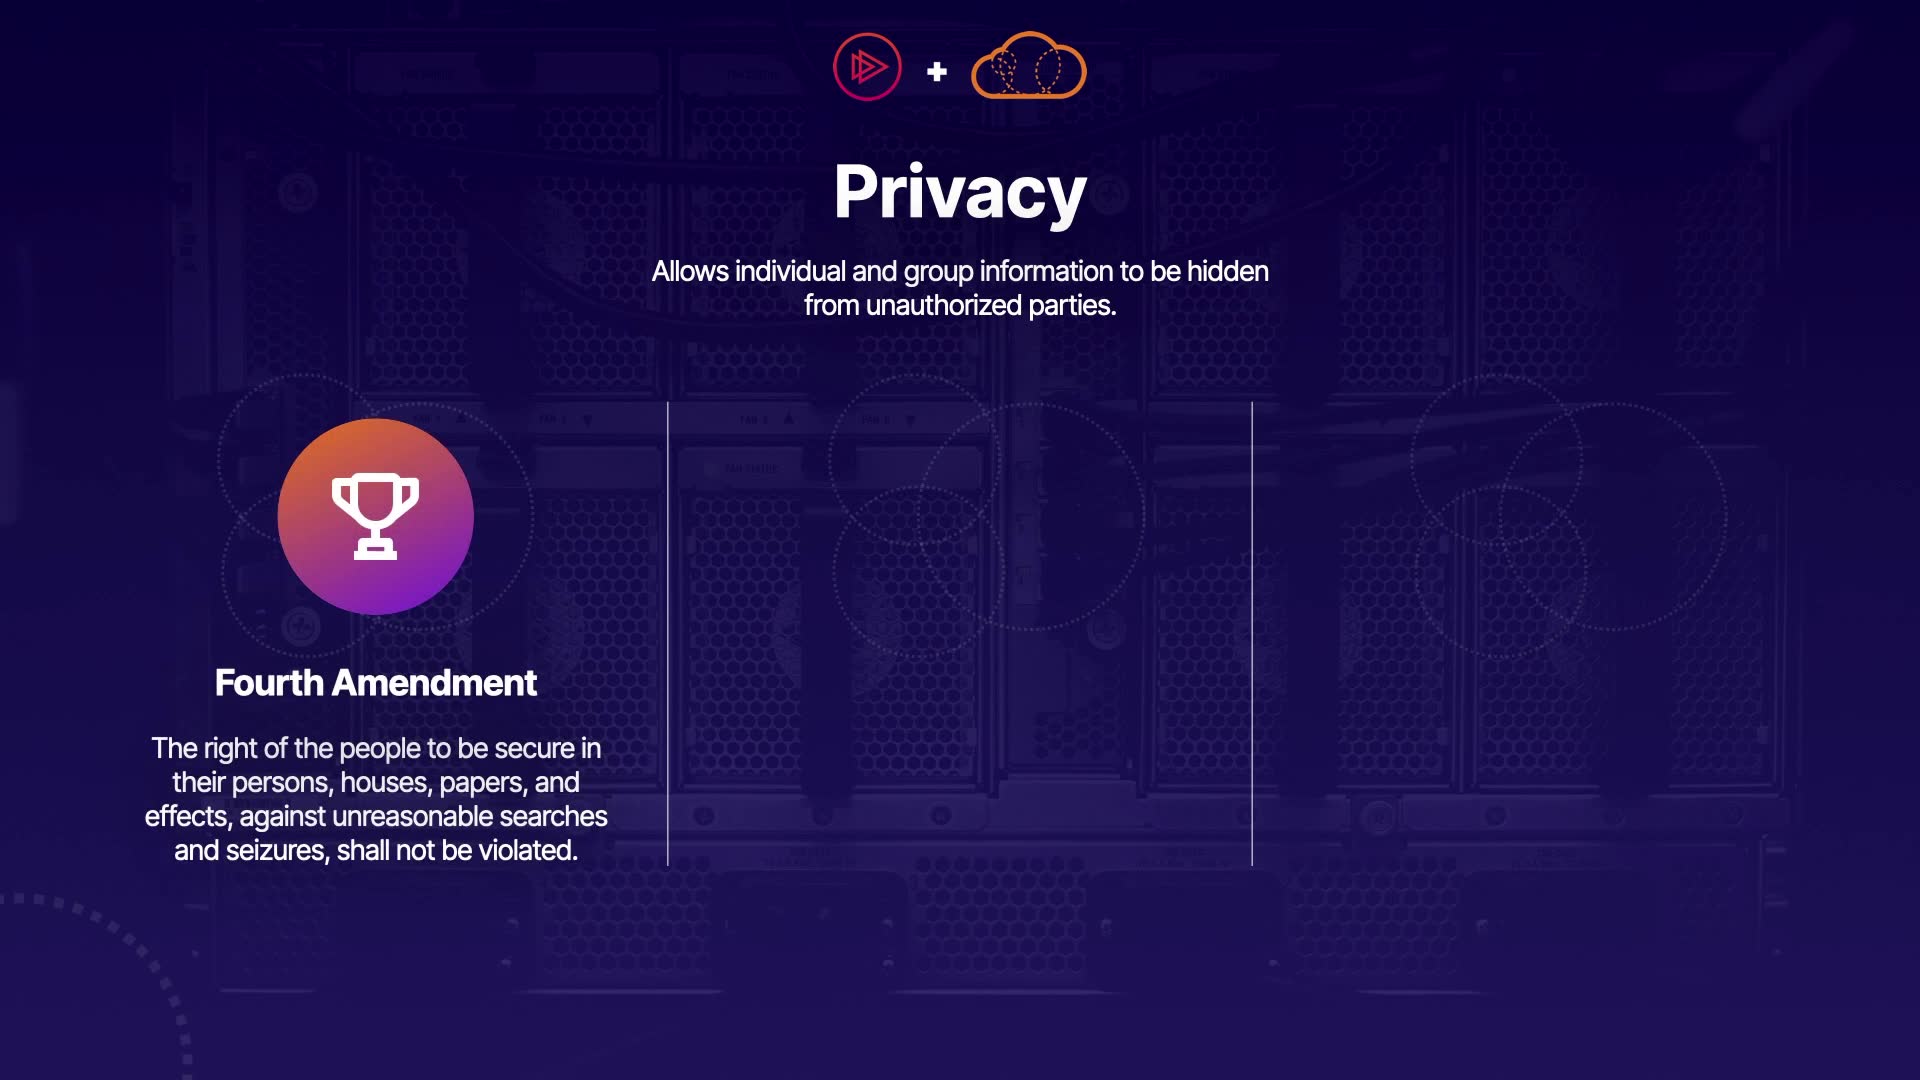 Privacy
Allows individual and group information to be hidden
from unauthorized parties.
Fourth Amendment
The right of the people to be secure in
their persons, houses, papers, and
effects, against unreasonable searches
and seizures, shall not be violated.